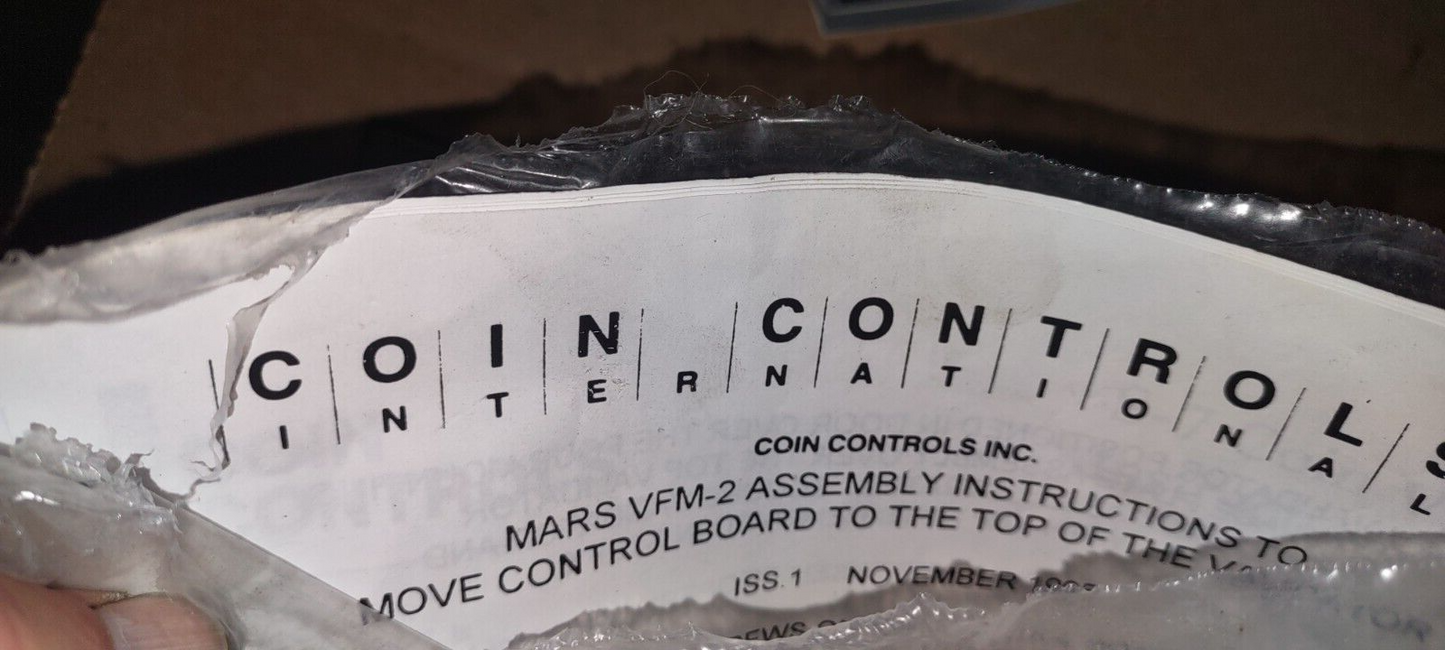 COIN CONTROLS
INTERNATIONAL
COIN CONTROLS INC.
MARS VFM-2 ASSEMBLY INSTRUCTIONS TO
MOVE CONTROL BOARD TO THE TOP OF THE
ISS.1 NOVEMBER